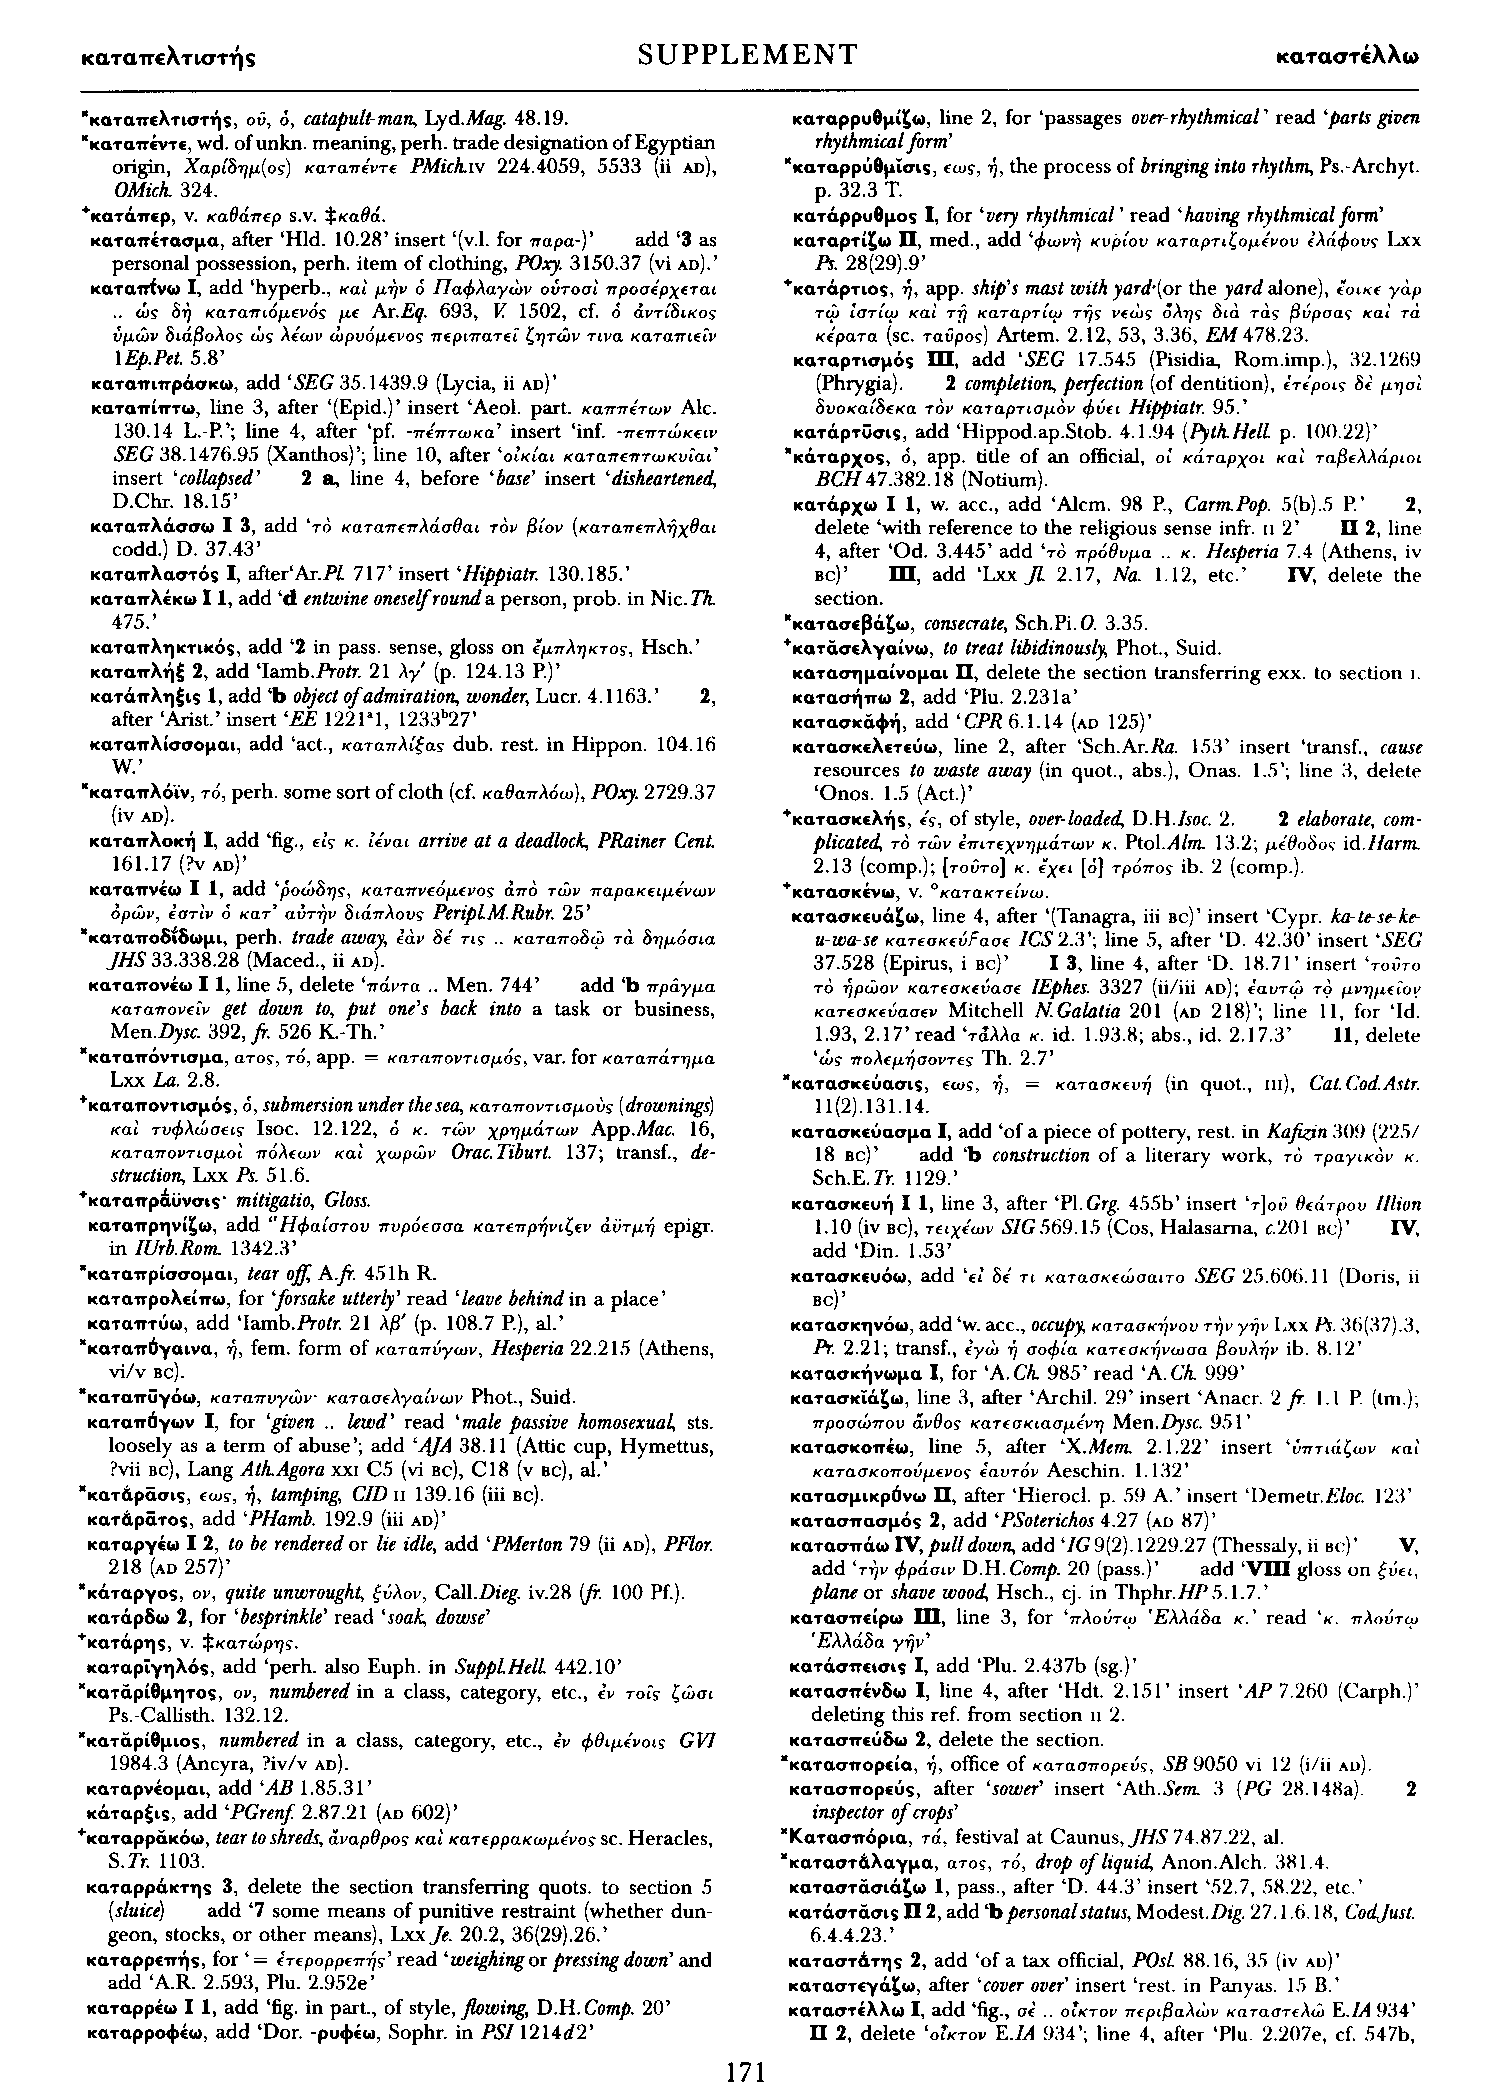 καταπελτιστής
SUPPLEMENT
καταστέλλω
*καταπελτιστής, οῦ, ὁ, catapult-man, Lyd.Mag. 48.19.
*καταπέντε, wd. of unkn. meaning, perh. trade designation of Egyptian
origin, Χαρίδημ(ος) καταπέντε PMich.IV 224.4059, 5533 (ii AD),
OMich. 324.
⁺κατάπερ, v. καθάπερ s.v. ‡καθά.
καταπέτασμα, after ‘Hld. 10.28’ insert ‘(v.l. for παρα-)’ add ‘3 as
personal possession, perh. item of clothing, POxy. 3150.37 (vi AD).’
καταπίνω I, add ‘hyperb., καὶ μὴν ὁ Παφλαγὼν οὑτοσὶ προσέρχεται
.. ὡς δὴ καταπιόμενός με Ar.Eq. 693, V. 1502, cf. ὁ ἀντίδικος
ὑμῶν διάβολος ὡς λέων ὠρυόμενος περιπατεῖ ζητῶν τινα καταπιεῖν
1Ep.Pet. 5.8’
καταπιπράσκω, add ‘SEG 35.1439.9 (Lycia, ii AD)’
καταπίπτω, line 3, after ‘(Epid.)’ insert ‘Aeol. part. καππέτων Alc.
130.14 L.-P.’; line 4, after ‘pf. -πέπτωκα’ insert ‘inf. -πεπτώκειν
SEG 38.1476.95 (Xanthos)’; line 10, after ‘οἰκίαι καταπεπτωκυῖαι’
insert ‘collapsed’ 2 a, line 4, before ‘base’ insert ‘disheartened,
D.Chr. 18.15’
καταπλάσσω I 3, add ‘τὸ καταπεπλάσθαι τὸν βίον (καταπεπλῆχθαι
codd.) D. 37.43’
καταπλαστός I, after‘Ar.Pl. 717’ insert ‘Hippiatr. 130.185.’
καταπλέκω I 1, add ‘d entwine oneself round a person, prob. in Nic.Th.
475.’
καταπληκτικός, add ‘2 in pass. sense, gloss on ἔμπληκτος, Hsch.’
καταπλήξ 2, add ‘Iamb.Protr. 21 λγʹ (p. 124.13 P.)’
κατάπληξις 1, add ‘b object of admiration, wonder, Lucr. 4.1163.’ 2,
after ‘Arist.’ insert ‘EE 1221ᵃ1, 1233ᵇ27’
καταπλίσσομαι, add ‘act., καταπλίξας dub. rest. in Hippon. 104.16
W.’
*καταπλόϊν, τό, perh. some sort of cloth (cf. καθαπλόω), POxy. 2729.37
(iv AD).
καταπλοκή I, add ‘fig., εἰς κ. ἰέναι arrive at a deadlock, PRainer Cent.
161.17 (?v AD)’
καταπνέω I 1, add ‘ῥοώδης, καταπνεόμενος ἀπὸ τῶν παρακειμένων
ὀρῶν, ἐστὶν ὁ κατ’ αὐτὴν διάπλους Peripl.M.Rubr. 25’
*καταποδίδωμι, perh. trade away, ἐὰν δέ τις .. καταποδῷ τὰ δημόσια
JHS 33.338.28 (Maced., ii AD).
καταπονέω I 1, line 5, delete ‘πάντα .. Men. 744’ add ‘b πρᾶγμα
καταπονεῖν get down to, put one’s back into a task or business,
Men.Dysc. 392, fr. 526 K.-Th.’
*καταπόντισμα, ατος, τό, app. = καταποντισμός, var. for καταπάτημα
Lxx La. 2.8.
⁺καταποντισμός, ὁ, submersion under the sea, καταποντισμοὺς (drownings)
καὶ τυφλώσεις Isoc. 12.122, ὁ κ. τῶν χρημάτων App.Mac. 16,
καταποντισμοὶ πόλεων καὶ χωρῶν Orac.Tiburt. 137; transf., de-
struction, Lxx Ps. 51.6.
⁺καταπράϋνσις· mitigatio, Gloss.
καταπρηνίζω, add ‘Ἡφαίστου πυρόεσσα κατεπρήνιζεν ἀϋτμή epigr.
in IUrb.Rom. 1342.3’
*καταπρίσσομαι, tear off, A.fr. 451h R.
καταπρολείπω, for ‘forsake utterly’ read ‘leave behind in a place’
καταπτύω, add ‘Iamb.Protr. 21 λβʹ (p. 108.7 P.), al.’
*καταπύγαινα, ἡ, fem. form of καταπύγων, Hesperia 22.215 (Athens,
vi/v BC).
*καταπῡγόω, καταπυγῶν· κατασελγαίνων Phot., Suid.
καταπύγων I, for ‘given .. lewd’ read ‘male passive homosexual, sts.
loosely as a term of abuse’; add ‘AJA 38.11 (Attic cup, Hymettus,
?vii BC), Lang Ath.Agora XXI C5 (vi BC), C18 (v BC), al.’
*κατάρᾱσις, εως, ἡ, tamping, CID II 139.16 (iii BC).
κατάρᾱτος, add ‘PHamb. 192.9 (iii AD)’
καταργέω I 2, to be rendered or lie idle, add ‘PMerton 79 (ii AD), PFlor.
218 (AD 257)’
*κάταργος, ον, quite unwrought, ξύλον, Call.Dieg. iv.28 (fr. 100 Pf.).
κατάρδω 2, for ‘besprinkle’ read ‘soak, dowse’
⁺κατάρης, v. ‡κατώρης.
καταρῑγηλός, add ‘perh. also Euph. in Suppl.Hell. 442.10’
*κατᾰρίθμητος, ον, numbered in a class, category, etc., ἐν τοῖς ζῶσι
Ps.-Callisth. 132.12.
*κατᾰρίθμιος, numbered in a class, category, etc., ἐν φθιμένοις GVI
1984.3 (Ancyra, ?iv/v AD).
καταρνέομαι, add ‘AB 1.85.31’
κάταρξις, add ‘PGrenf. 2.87.21 (AD 602)’
⁺καταρρᾰκόω, tear to shreds, ἄναρθρος καὶ κατερρακωμένος sc. Heracles,
S.Tr. 1103.
καταρράκτης 3, delete the section transferring quots. to section 5
(sluice) add ‘7 some means of punitive restraint (whether dun-
geon, stocks, or other means), Lxx Je. 20.2, 36(29).26.’
καταρρεπής, for ‘= ἑτερορρεπής’ read ‘weighing or pressing down’ and
add ‘A.R. 2.593, Plu. 2.952e’
καταρρέω I 1, add ‘fig. in part., of style, flowing, D.H.Comp. 20’
καταρροφέω, add ‘Dor. -ρυφέω, Sophr. in PSI 1214d2’
καταρρυθμίζω, line 2, for ‘passages over-rhythmical’ read ‘parts given
rhythmical form’
*καταρρύθμῐσις, εως, ἡ, the process of bringing into rhythm, Ps.-Archyt.
p. 32.3 T.
κατάρρυθμος I, for ‘very rhythmical’ read ‘having rhythmical form’
καταρτίζω II, med., add ‘φωνὴ κυρίου καταρτιζομένου ἐλάφους Lxx
Ps. 28(29).9’
⁺κατάρτιος, ἡ, app. ship’s mast with yard (or the yard alone), ἔοικε γὰρ
τῷ ἱστίῳ καὶ τῇ καταρτίῳ τῆς νεὼς ὅλης διὰ τὰς βύρσας καὶ τὰ
κέρατα (sc. ταῦρος) Artem. 2.12, 53, 3.36, EM 478.23.
καταρτισμός III, add ‘SEG 17.545 (Pisidia, Rom.imp.), 32.1269
(Phrygia). 2 completion, perfection (of dentition), ἑτέροις δὲ μησὶ
δυοκαίδεκα τὸν καταρτισμὸν φύει Hippiatr. 95.’
κατάρτῡσις, add ‘Hippod.ap.Stob. 4.1.94 (Pyth.Hell. p. 100.22)’
*κάταρχος, ὁ, app. title of an official, οἱ κάταρχοι καὶ ταβελλάριοι
BCH 47.382.18 (Notium).
κατάρχω I 1, w. acc., add ‘Alcm. 98 P., Carm.Pop. 5(b).5 P.’ 2,
delete ‘with reference to the religious sense infr. II 2’ II 2, line
4, after ‘Od. 3.445’ add ‘τὸ πρόθυμα .. κ. Hesperia 7.4 (Athens, iv
BC)’ III, add ‘Lxx Jl. 2.17, Na. 1.12, etc.’ IV, delete the
section.
*κατασεβάζω, consecrate, Sch.Pi.O. 3.35.
⁺κατᾰσελγαίνω, to treat libidinously, Phot., Suid.
κατασημαίνομαι II, delete the section transferring exx. to section I.
κατασήπω 2, add ‘Plu. 2.231a’
κατασκᾰφή, add ‘CPR 6.1.14 (AD 125)’
κατασκελετεύω, line 2, after ‘Sch.Ar.Ra. 153’ insert ‘transf., cause
resources to waste away (in quot., abs.), Onas. 1.5’; line 3, delete
‘Onos. 1.5 (Act.)’
⁺κατασκελής, ές, of style, over-loaded, D.H.Isoc. 2. 2 elaborate, com-
plicated, τὸ τῶν ἐπιτεχνημάτων κ. Ptol.Alm. 13.2; μέθοδος id.Harm.
2.13 (comp.); [τοῦτο] κ. ἔχει [ὁ] τρόπος ib. 2 (comp.).
⁺κατασκένω, v. °κατακτείνω.
κατασκευάζω, line 4, after ‘(Tanagra, iii BC)’ insert ‘Cypr. ka-te-se-ke-
u-wa-se κατεσκεύϝασε ICS 2.3’; line 5, after ‘D. 42.30’ insert ‘SEG
37.528 (Epirus, i BC)’ I 3, line 4, after ‘D. 18.71’ insert ‘τοῦτο
τὸ ἡρῷον κατεσκεύασε IEphes. 3327 (ii/iii AD); ἑαυτῷ τὸ μνημεῖον
κατεσκεύασεν Mitchell N.Galatia 201 (AD 218)’; line 11, for ‘Id.
1.93, 2.17’ read ‘τἆλλα κ. id. 1.93.8; abs., id. 2.17.3’ 11, delete
‘ὡς πολεμήσοντες Th. 2.7’
*κατασκεύασις, εως, ἡ, = κατασκευή (in quot., III), Cat.Cod.Astr.
11(2).131.14.
κατασκεύασμα I, add ‘of a piece of pottery, rest. in Kafizin 309 (225/
18 BC)’ add ‘b construction of a literary work, τὸ τραγικὸν κ.
Sch.E.Tr. 1129.’
κατασκευή I 1, line 3, after ‘Pl.Grg. 455b’ insert ‘τ]οῦ θεάτρου Illion
1.10 (iv BC), τειχέων SIG 569.15 (Cos, Halasarna, c.201 BC)’ IV,
add ‘Din. 1.53’
κατασκευόω, add ‘εἰ δέ τι κατασκεώσαιτο SEG 25.606.11 (Doris, ii
BC)’
κατασκηνόω, add ‘w. acc., occupy, κατασκήνου τὴν γῆν Lxx Ps. 36(37).3,
Pr. 2.21; transf., ἐγὼ ἡ σοφία κατεσκήνωσα βουλήν ib. 8.12’
κατασκήνωμα I, for ‘A.Ch. 985’ read ‘A.Ch. 999’
κατασκῐάζω, line 3, after ‘Archil. 29’ insert ‘Anacr. 2 fr. 1.1 P. (tm.);
προσώπου ἄνθος κατεσκιασμένη Men.Dysc. 951’
κατασκοπέω, line 5, after ‘X.Mem. 2.1.22’ insert ‘ὑπτιάζων καὶ
κατασκοπούμενος ἑαυτόν Aeschin. 1.132’
κατασμικρύνω II, after ‘Hierocl. p. 59 A.’ insert ‘Demetr.Eloc. 123’
κατασπασμός 2, add ‘P.Soterichos 4.27 (AD 87)’
κατασπάω IV, pull down, add ‘IG 9(2).1229.27 (Thessaly, ii BC)’ V,
add ‘τὴν φράσιν D.H.Comp. 20 (pass.)’ add ‘VIII gloss on ξύει,
plane or shave wood, Hsch., cj. in Thphr.HP 5.1.7.’
κατασπείρω III, line 3, for ‘πλούτῳ Ἑλλάδα κ.’ read ‘κ. πλούτῳ
Ἑλλάδα γῆν’
κατάσπεισις I, add ‘Plu. 2.437b (sg.)’
κατασπένδω I, line 4, after ‘Hdt. 2.151’ insert ‘AP 7.260 (Carph.)’
deleting this ref. from section II 2.
κατασπεύδω 2, delete the section.
*κατασπορεία, ἡ, office of κατασπορεύς, SB 9050 vi 12 (i/ii AD).
κατασπορεύς, after ‘sower’ insert ‘Ath.Sem. 3 (PG 28.148a). 2
inspector of crops’
*Κατασπόρια, τά, festival at Caunus, JHS 74.87.22, al.
*καταστάλαγμα, ατος, τό, drop of liquid, Anon.Alch. 381.4.
καταστᾰσιάζω 1, pass., after ‘D. 44.3’ insert ‘52.7, 58.22, etc.’
κατάστᾰσις II 2, add ‘b personal status, Modest.Dig. 27.1.6.18, Cod.Just.
6.4.4.23.’
καταστάτης 2, add ‘of a tax official, POsl. 88.16, 35 (iv AD)’
καταστεγάζω, after ‘cover over’ insert ‘rest. in Panyas. 15 B.’
καταστέλλω I, add ‘fig., σὲ .. οἶκτον περιβαλὼν καταστελῶ E.IA 934’
II 2, delete ‘οἶκτον E.IA 934’; line 4, after ‘Plu. 2.207e, cf. 547b,
171